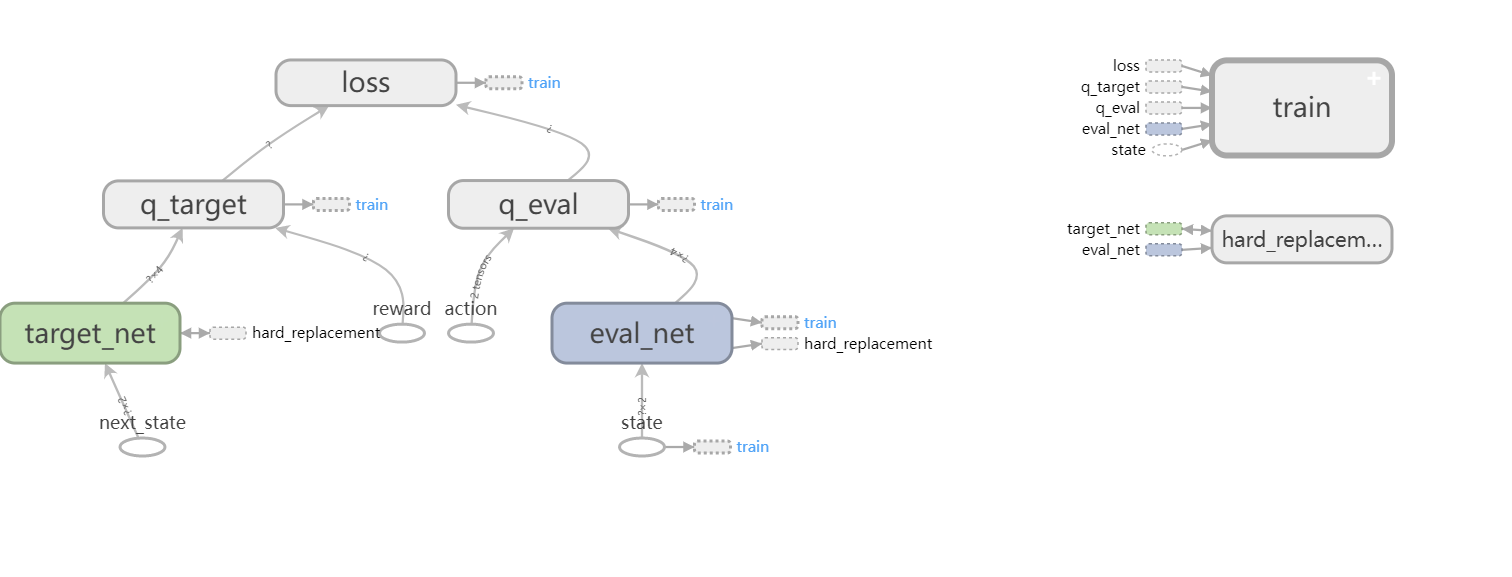 loss
train
?
?
q_target
train
q_eval
train
?×4
?
2 tensors
?×4
reward
action
target_net
hard_replacement
eval_net
train
hard_replacement
?×2
next_state
?×2
state
train
loss
q_target
q_eval
eval_net
state
train
+
target_net
eval_net
hard_replacem...